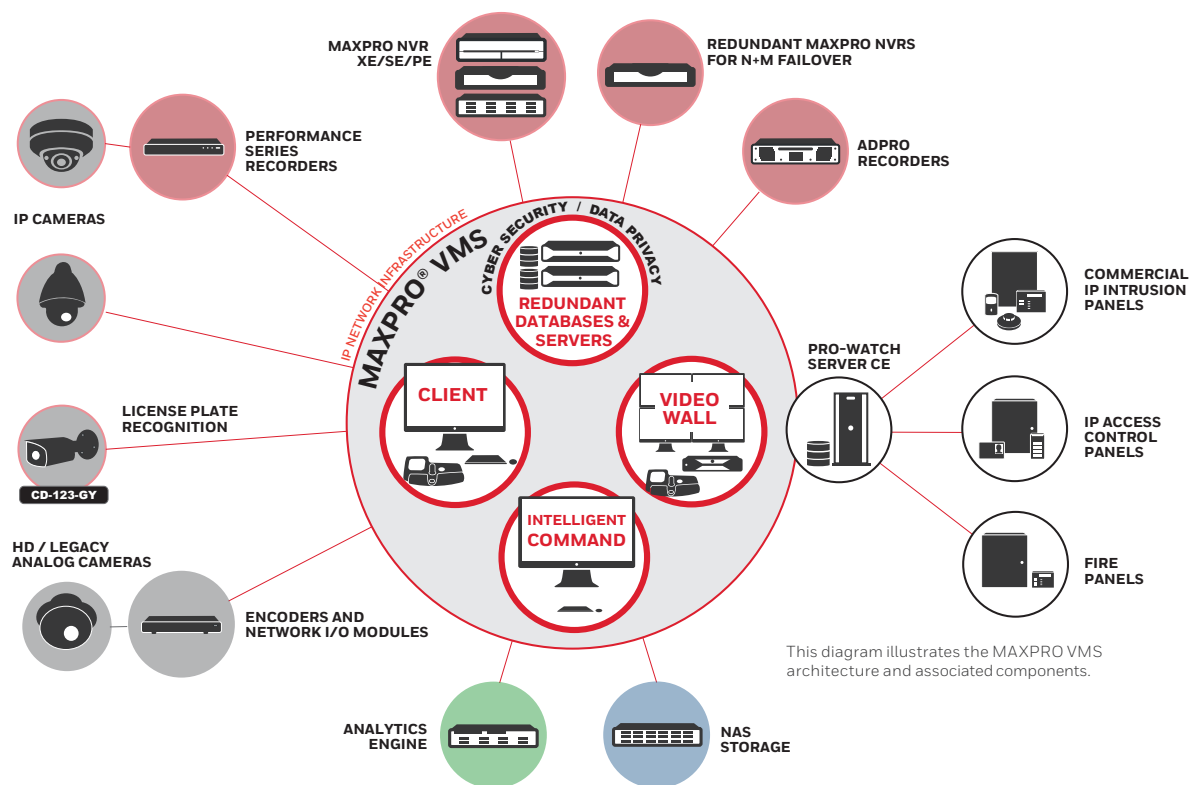 MAXPRO NVR
XE/SE/PE
REDUNDANT MAXPRO NVRS
FOR N+M FAILOVER
PERFORMANCE
SERIES
RECORDERS
ADPRO
RECORDERS
IP CAMERAS
IP NETWORK INFRASTRUCTURE
MAXPRO® VMS
CYBER SECURITY / DATA PRIVACY
REDUNDANT
DATABASES &
SERVERS
COMMERCIAL
IP INTRUSION
PANELS
PRO-WATCH
SERVER CE
CLIENT
VIDEO
WALL
LICENSE PLATE
RECOGNITION
CD-123-GY
IP ACCESS
CONTROL
PANELS
INTELLIGENT
COMMAND
HD / LEGACY
ANALOG CAMERAS
FIRE
PANELS
ENCODERS AND
NETWORK I/O MODULES
This diagram illustrates the MAXPRO VMS
architecture and associated components.
ANALYTICS
ENGINE
NAS
STORAGE